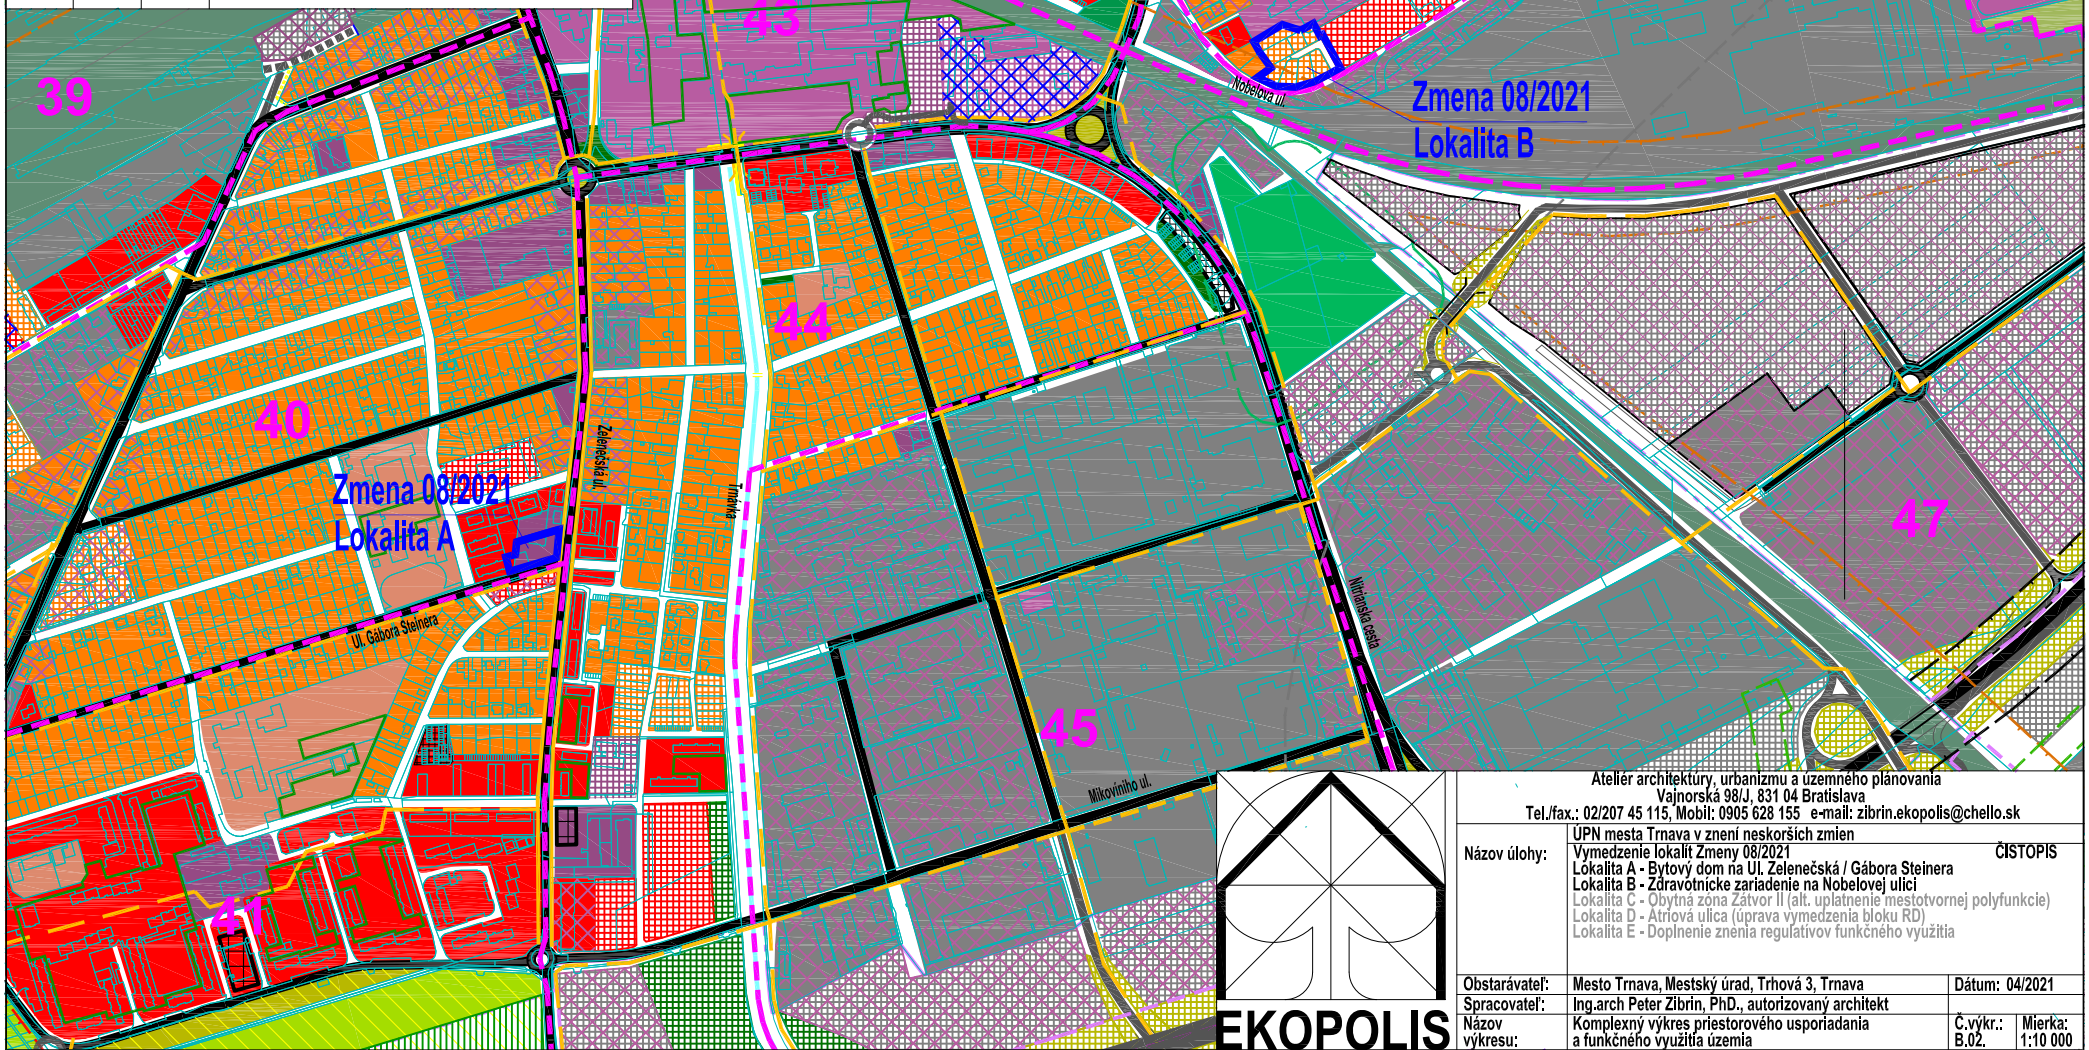 43
39
Nobelova ul.
Zmena 08/2021
Lokalita B
44
40
Zelenečská ul.
Zmena 08/2021
Lokalita A
Trnávka
47
Ul. Gábora Steinera
Nitrianska cesta
45
Mikovíniho ul.
41
EKOPOLIS
Ateliér architektúry, urbanizmu a územného plánovania
Vajnorská 98/J, 831 04 Bratislava
Tel./fax.: 02/207 45 115, Mobil: 0905 628 155 e-mail: zibrin.ekopolis@chello.sk
Názov úlohy:
ÚPN mesta Trnava v znení neskorších zmien
Vymedzenie lokalít Zmeny 08/2021 ČISTOPIS
Lokalita A - Bytový dom na Ul. Zelenečská / Gábora Steinera
Lokalita B - Zdravotnícke zariadenie na Nobelovej ulici
Lokalita C - Obytná zóna Zátvor II (alt. uplatnenie mestotvornej polyfunkcie)
Lokalita D - Átriová ulica (úprava vymedzenia bloku RD)
Lokalita E - Doplnenie znenia regulatívov funkčného využitia
Obstarávateľ: Mesto Trnava, Mestský úrad, Trhová 3, Trnava Dátum: 04/2021
Spracovateľ: Ing.arch Peter Zibrin, PhD., autorizovaný architekt
Názov výkresu:
Komplexný výkres priestorového usporiadania
a funkčného využitia územia
Č.výkr.: B.02.
Mierka: 1:10 000